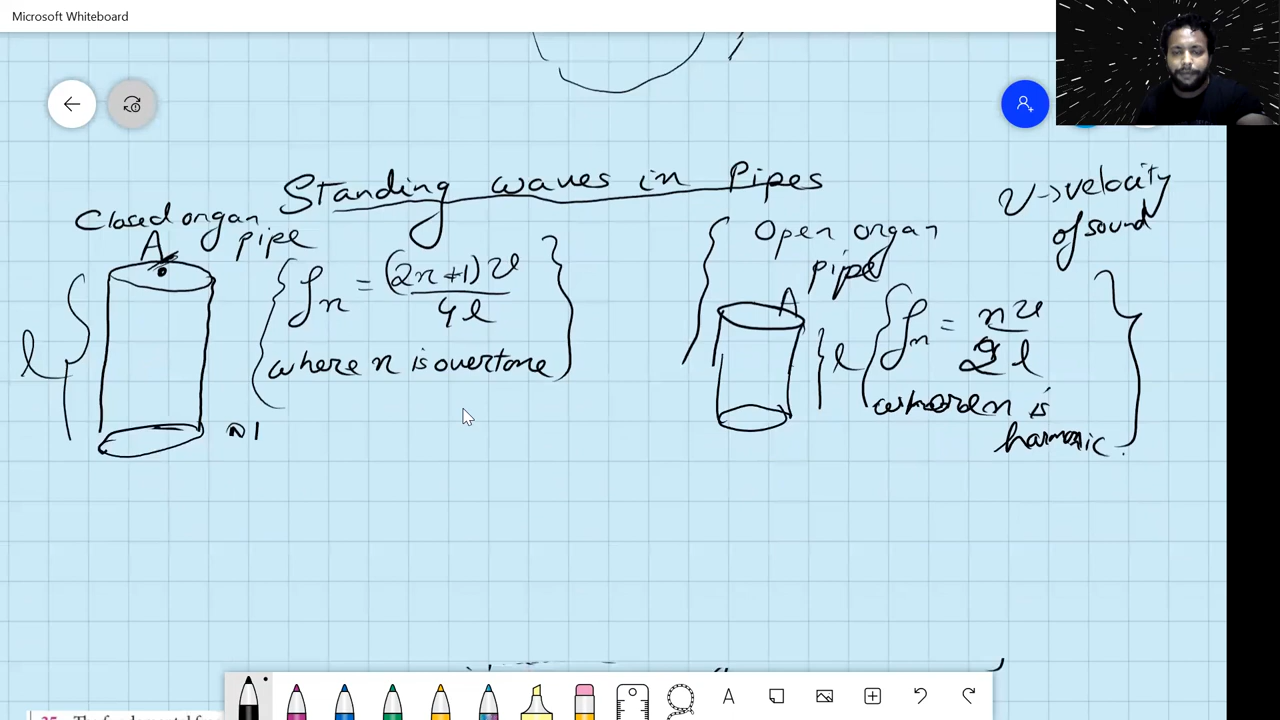 Microsoft Whiteboard
Standing waves in Pipes
Closed organ
pipe
A
l
fn = (2n+1)v
4l
where n is overtone
Open organ
pipe
A
l
fn = nv
2l
where n is
harmonic.
v → velocity
of sound
A